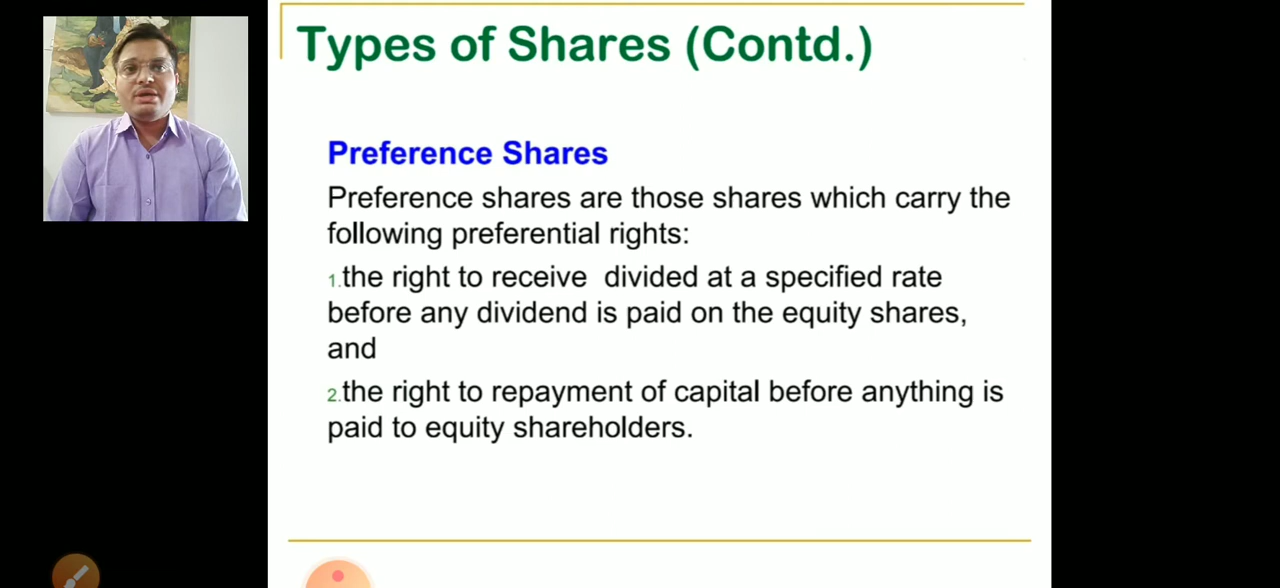 Types of Shares (Contd.)
Preference Shares
Preference shares are those shares which carry the
following preferential rights:
1.the right to receive divided at a specified rate
before any dividend is paid on the equity shares,
and
2.the right to repayment of capital before anything is
paid to equity shareholders.